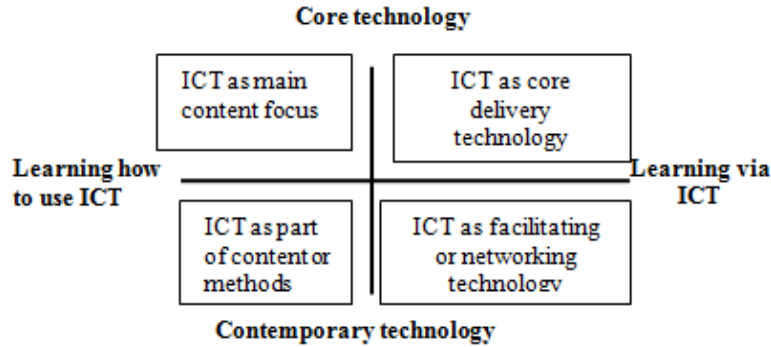 Core technology
ICT as main
content focus
ICT as core
delivery
technology
Learning how
to use ICT
Learning via
ICT
ICT as part
of content or
methods
ICT as facilitating
or networking
technology
Contemporary technology